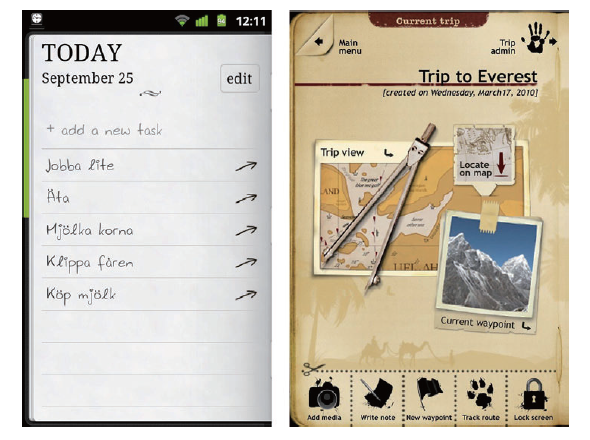 12:11
TODAY
September 25
edit
+ add a new task
Jobba lite
Äta
Mjölka korna
Klippa fåren
Köp mjölk
Current trip
Main
menu
Trip
admin
Trip to Everest
[created on Wednesday, March17, 2010]
Trip view
Locate
on map
AND
Current waypoint
Add media
Write note
New waypoint
Track route
Lock screen